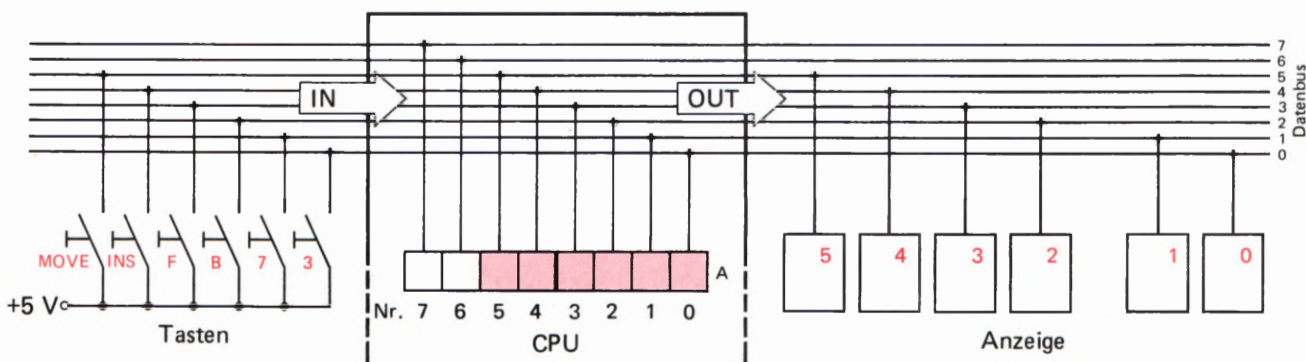 7
6
5
4
3
2
1
0
Datenbus
IN
OUT
MOVE INS F B 7 3
+5 V
Tasten
A
Nr. 7 6 5 4 3 2 1 0
CPU
5 4 3 2 1 0
Anzeige